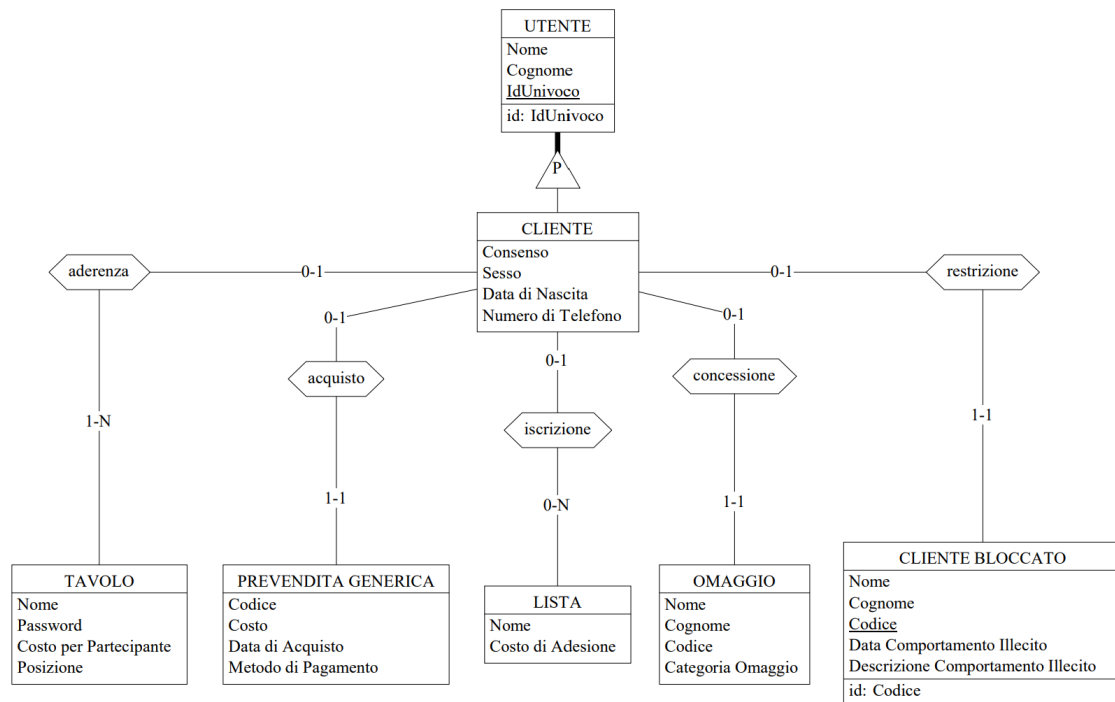 UTENTE
Nome
Cognome
IdUnivoco
id: IdUnivoco
P
CLIENTE
Consenso
Sesso
Data di Nascita
Numero di Telefono
aderenza
0-1
0-1
restrizione
0-1
0-1
0-1
acquisto
concessione
iscrizione
1-N
1-1
1-1
0-N
1-1
TAVOLO
Nome
Password
Costo per Partecipante
Posizione
PREVENDITA GENERICA
Codice
Costo
Data di Acquisto
Metodo di Pagamento
LISTA
Nome
Costo di Adesione
OMAGGIO
Nome
Cognome
Codice
Categoria Omaggio
CLIENTE BLOCCATO
Nome
Cognome
Codice
Data Comportamento Illecito
Descrizione Comportamento Illecito
id: Codice